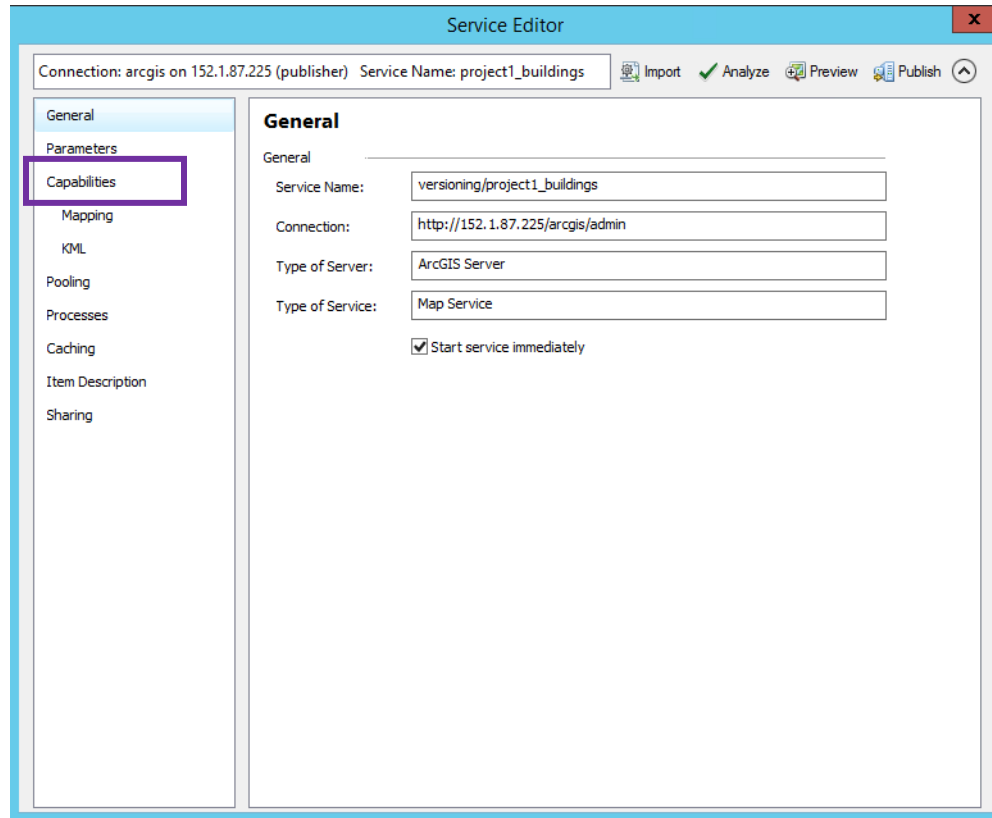 Service Editor
x
Connection: arcgis on 152.1.87.225 (publisher) Service Name: project1_buildings
Import Analyze Preview Publish
General
Parameters
Capabilities
Mapping
KML
Pooling
Processes
Caching
Item Description
Sharing
General
General
Service Name: versioning/project1_buildings
Connection: http://152.1.87.225/arcgis/admin
Type of Server: ArcGIS Server
Type of Service: Map Service
Start service immediately